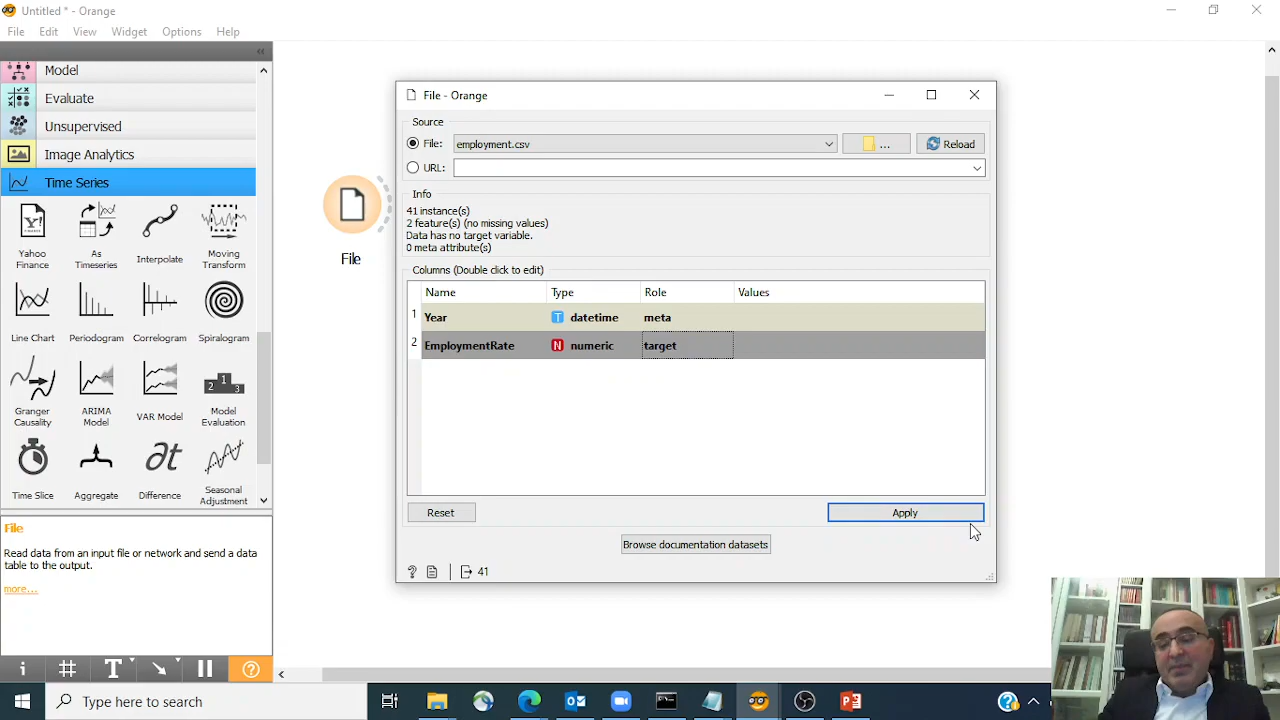 Untitled * - Orange
File Edit View Widget Options Help
Model
Evaluate
Unsupervised
Image Analytics
Time Series
Yahoo Finance
As Timeseries
Interpolate
Moving Transform
Line Chart
Periodogram
Correlogram
Spiralogram
Granger Causality
ARIMA Model
VAR Model
Model Evaluation
Time Slice
Aggregate
Difference
Seasonal Adjustment
File
Read data from an input file or network and send a data
table to the output.
more...
File
File - Orange
Source
File: employment.csv ... Reload
URL:
Info
41 instance(s)
2 feature(s) (no missing values)
Data has no target variable.
0 meta attribute(s)
Columns (Double click to edit)
Name Type Role Values
1 Year T datetime meta
2 EmploymentRate N numeric target
Reset Apply
Browse documentation datasets
? 41
Type here to search